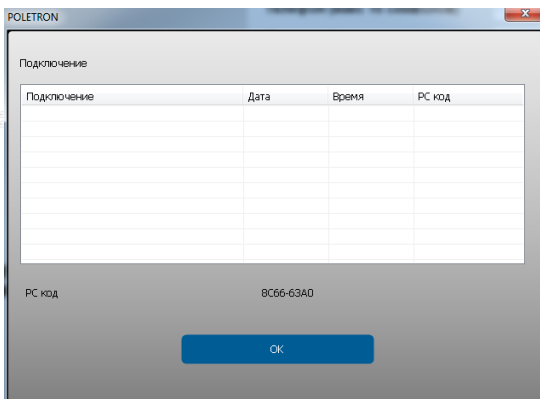 POLETRON
Подключение
Подключение Дата Время PC код
PC код 8C66-63A0
OK